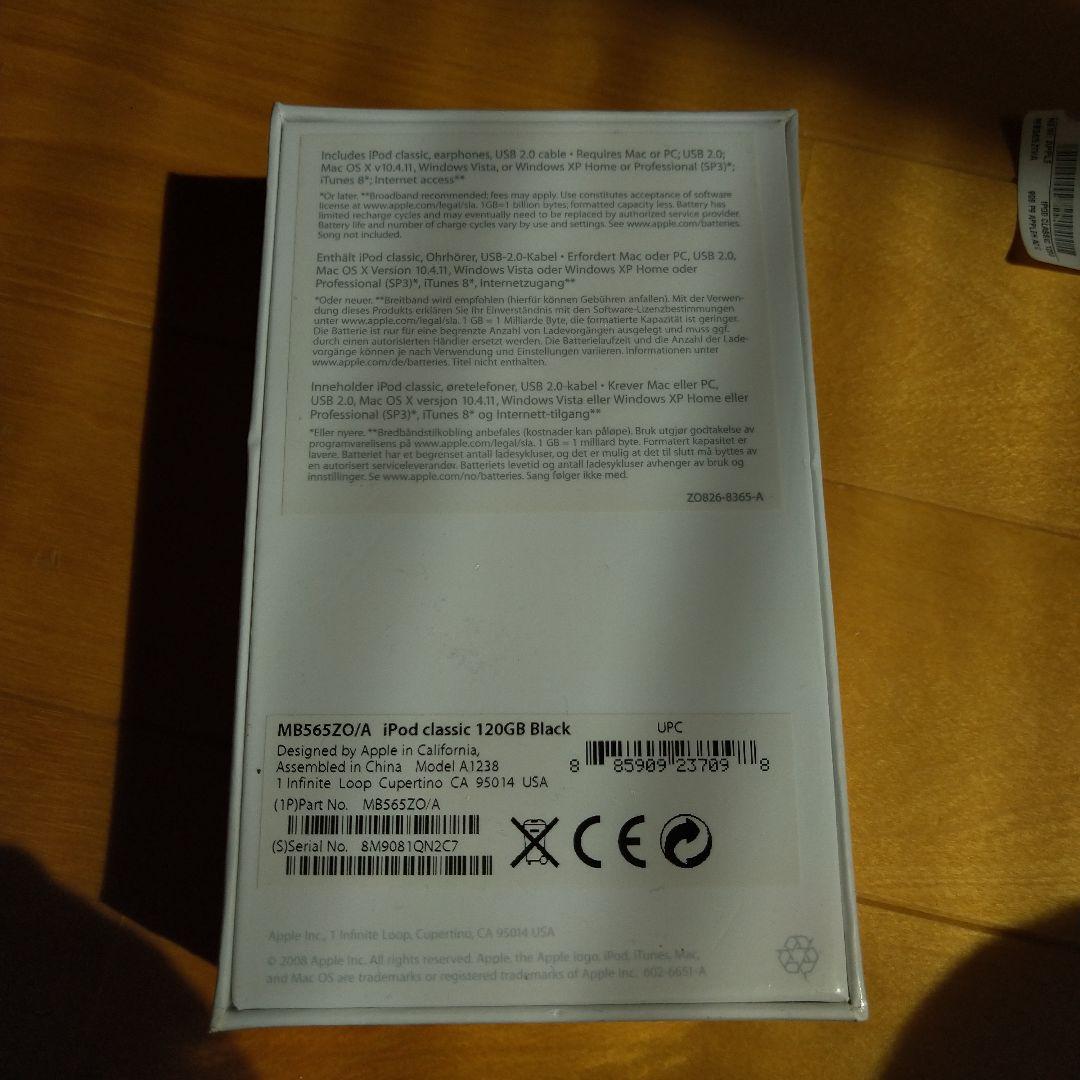 Includes iPod classic, earphones, USB 2.0 cable • Requires Mac or PC; USB 2.0;
Mac OS X v10.4.11, Windows Vista, or Windows XP Home or Professional (SP3)*;
iTunes 8*; Internet access**
*Or later. **Broadband recommended; fees may apply. Use constitutes acceptance of software
license at www.apple.com/legal/sla. 1GB=1 billion bytes; formatted capacity less. Battery has
limited recharge cycles and may eventually need to be replaced by authorized service provider.
Battery life and number of charge cycles vary by use and settings. See www.apple.com/batteries.
Song not included.
Enthält iPod classic, Ohrhörer, USB-2.0-Kabel • Erfordert Mac oder PC, USB 2.0,
Mac OS X Version 10.4.11, Windows Vista oder Windows XP Home oder
Professional (SP3)*, iTunes 8*, Internetzugang**
*Oder neuer. **Breitband wird empfohlen (hierfür können Gebühren anfallen). Mit der Verwen-
dung dieses Produkts erklären Sie Ihr Einverständnis mit den Software-Lizenzbestimmungen
unter www.apple.com/legal/sla. 1 GB = 1 Milliarde Byte, die formatierte Kapazität ist geringer.
Die Batterie ist nur für eine begrenzte Anzahl von Ladevorgängen ausgelegt und muss ggf.
durch einen autorisierten Händler ersetzt werden. Die Batterielaufzeit und die Anzahl der Lade-
vorgänge können je nach Verwendung und Einstellungen variieren. Informationen unter
www.apple.com/de/batteries. Titel nicht enthalten.
Inneholder iPod classic, øretelefoner, USB 2.0-kabel • Krever Mac eller PC,
USB 2.0, Mac OS X versjon 10.4.11, Windows Vista eller Windows XP Home eller
Professional (SP3)*, iTunes 8* og Internett-tilgang**
*Eller nyere. **Bredbåndstilkobling anbefales (kostnader kan påløpe). Bruk utgjør godtakelse av
programvarelisens på www.apple.com/legal/sla. 1 GB = 1 milliard byte. Formatert kapasitet er
lavere. Batteriet har et begrenset antall ladesykluser, og det er mulig at det til slutt må byttes av
en autorisert serviceleverandør. Batteriets levetid og antall ladesykluser avhenger av bruk og
innstillinger. Se www.apple.com/no/batteries. Sang følger ikke med.
ZO826-8365-A
MB565ZO/A iPod classic 120GB Black
UPC
Designed by Apple in California,
Assembled in China Model A1238
1 Infinite Loop Cupertino CA 95014 USA
8 85909 23709 8
(1P)Part No. MB565ZO/A
(S)Serial No. 8M9081QN2C7
CE
Apple Inc., 1 Infinite Loop, Cupertino, CA 95014 USA
© 2008 Apple Inc. All rights reserved. Apple, the Apple logo, iPod, iTunes, Mac,
and Mac OS are trademarks or registered trademarks of Apple Inc. 602-6651-A
MB565ZO/A
IPOD CLASSIC